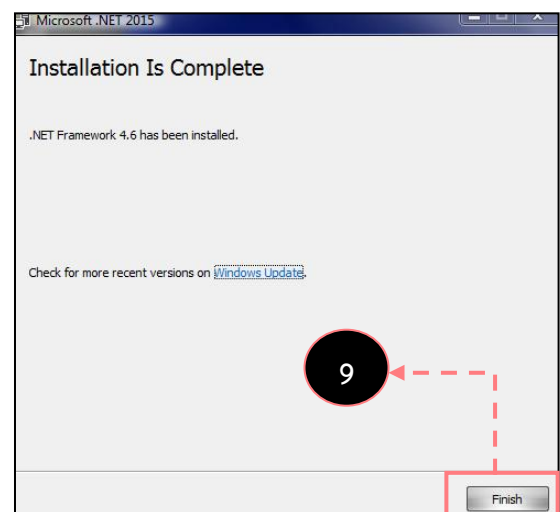 Microsoft .NET 2015
Installation Is Complete
.NET Framework 4.6 has been installed.
Check for more recent versions on Windows Update.
9
Finish